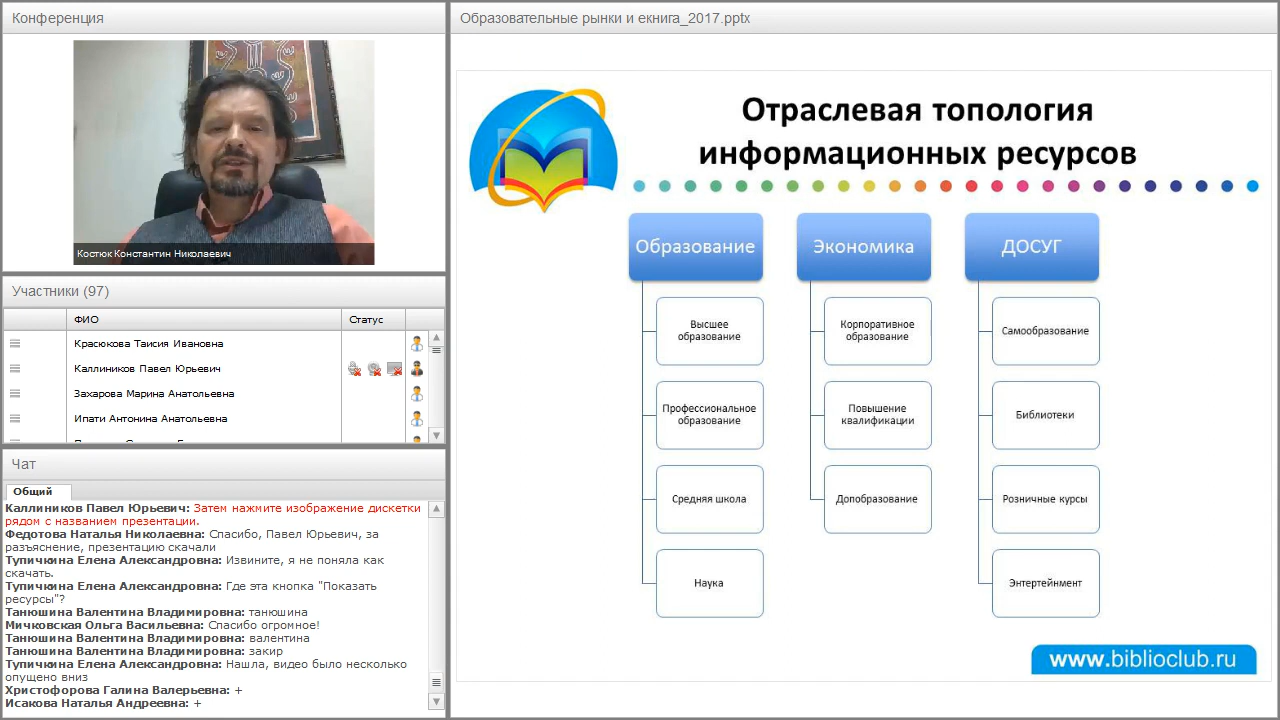 Конференция
Костюк Константин Николаевич
Участники (97)
ФИО
Статус
Красюкова Таисия Ивановна
Каллиников Павел Юрьевич
Захарова Марина Анатольевна
Ипати Антонина Анатольевна
Чат
Общий
Каллиников Павел Юрьевич: Затем нажмите изображение дискетки
рядом с названием презентации.
Федотова Наталья Николаевна: Спасибо, Павел Юрьевич, за
разъяснение, презентацию скачали
Тупичкина Елена Александровна: Извините, я не поняла как
скачать.
Тупичкина Елена Александровна: Где эта кнопка "Показать
ресурсы"?
Танюшина Валентина Владимировна: танюшина
Мичковская Ольга Васильевна: Спасибо огромное!
Танюшина Валентина Владимировна: валентина
Танюшина Валентина Владимировна: закир
Тупичкина Елена Александровна: Нашла, видео было несколько
опущено вниз
Христофорова Галина Валерьевна: +
Исакова Наталья Андреевна: +
Образовательные рынки и екнига_2017.pptx
Отраслевая топология
информационных ресурсов
Образование
Высшее
образование
Профессиональное
образование
Средняя школа
Наука
Экономика
Корпоративное
образование
Повышение
квалификации
Допобразование
ДОСУГ
Самообразование
Библиотеки
Розничные курсы
Энтертейнмент
www.biblioclub.ru